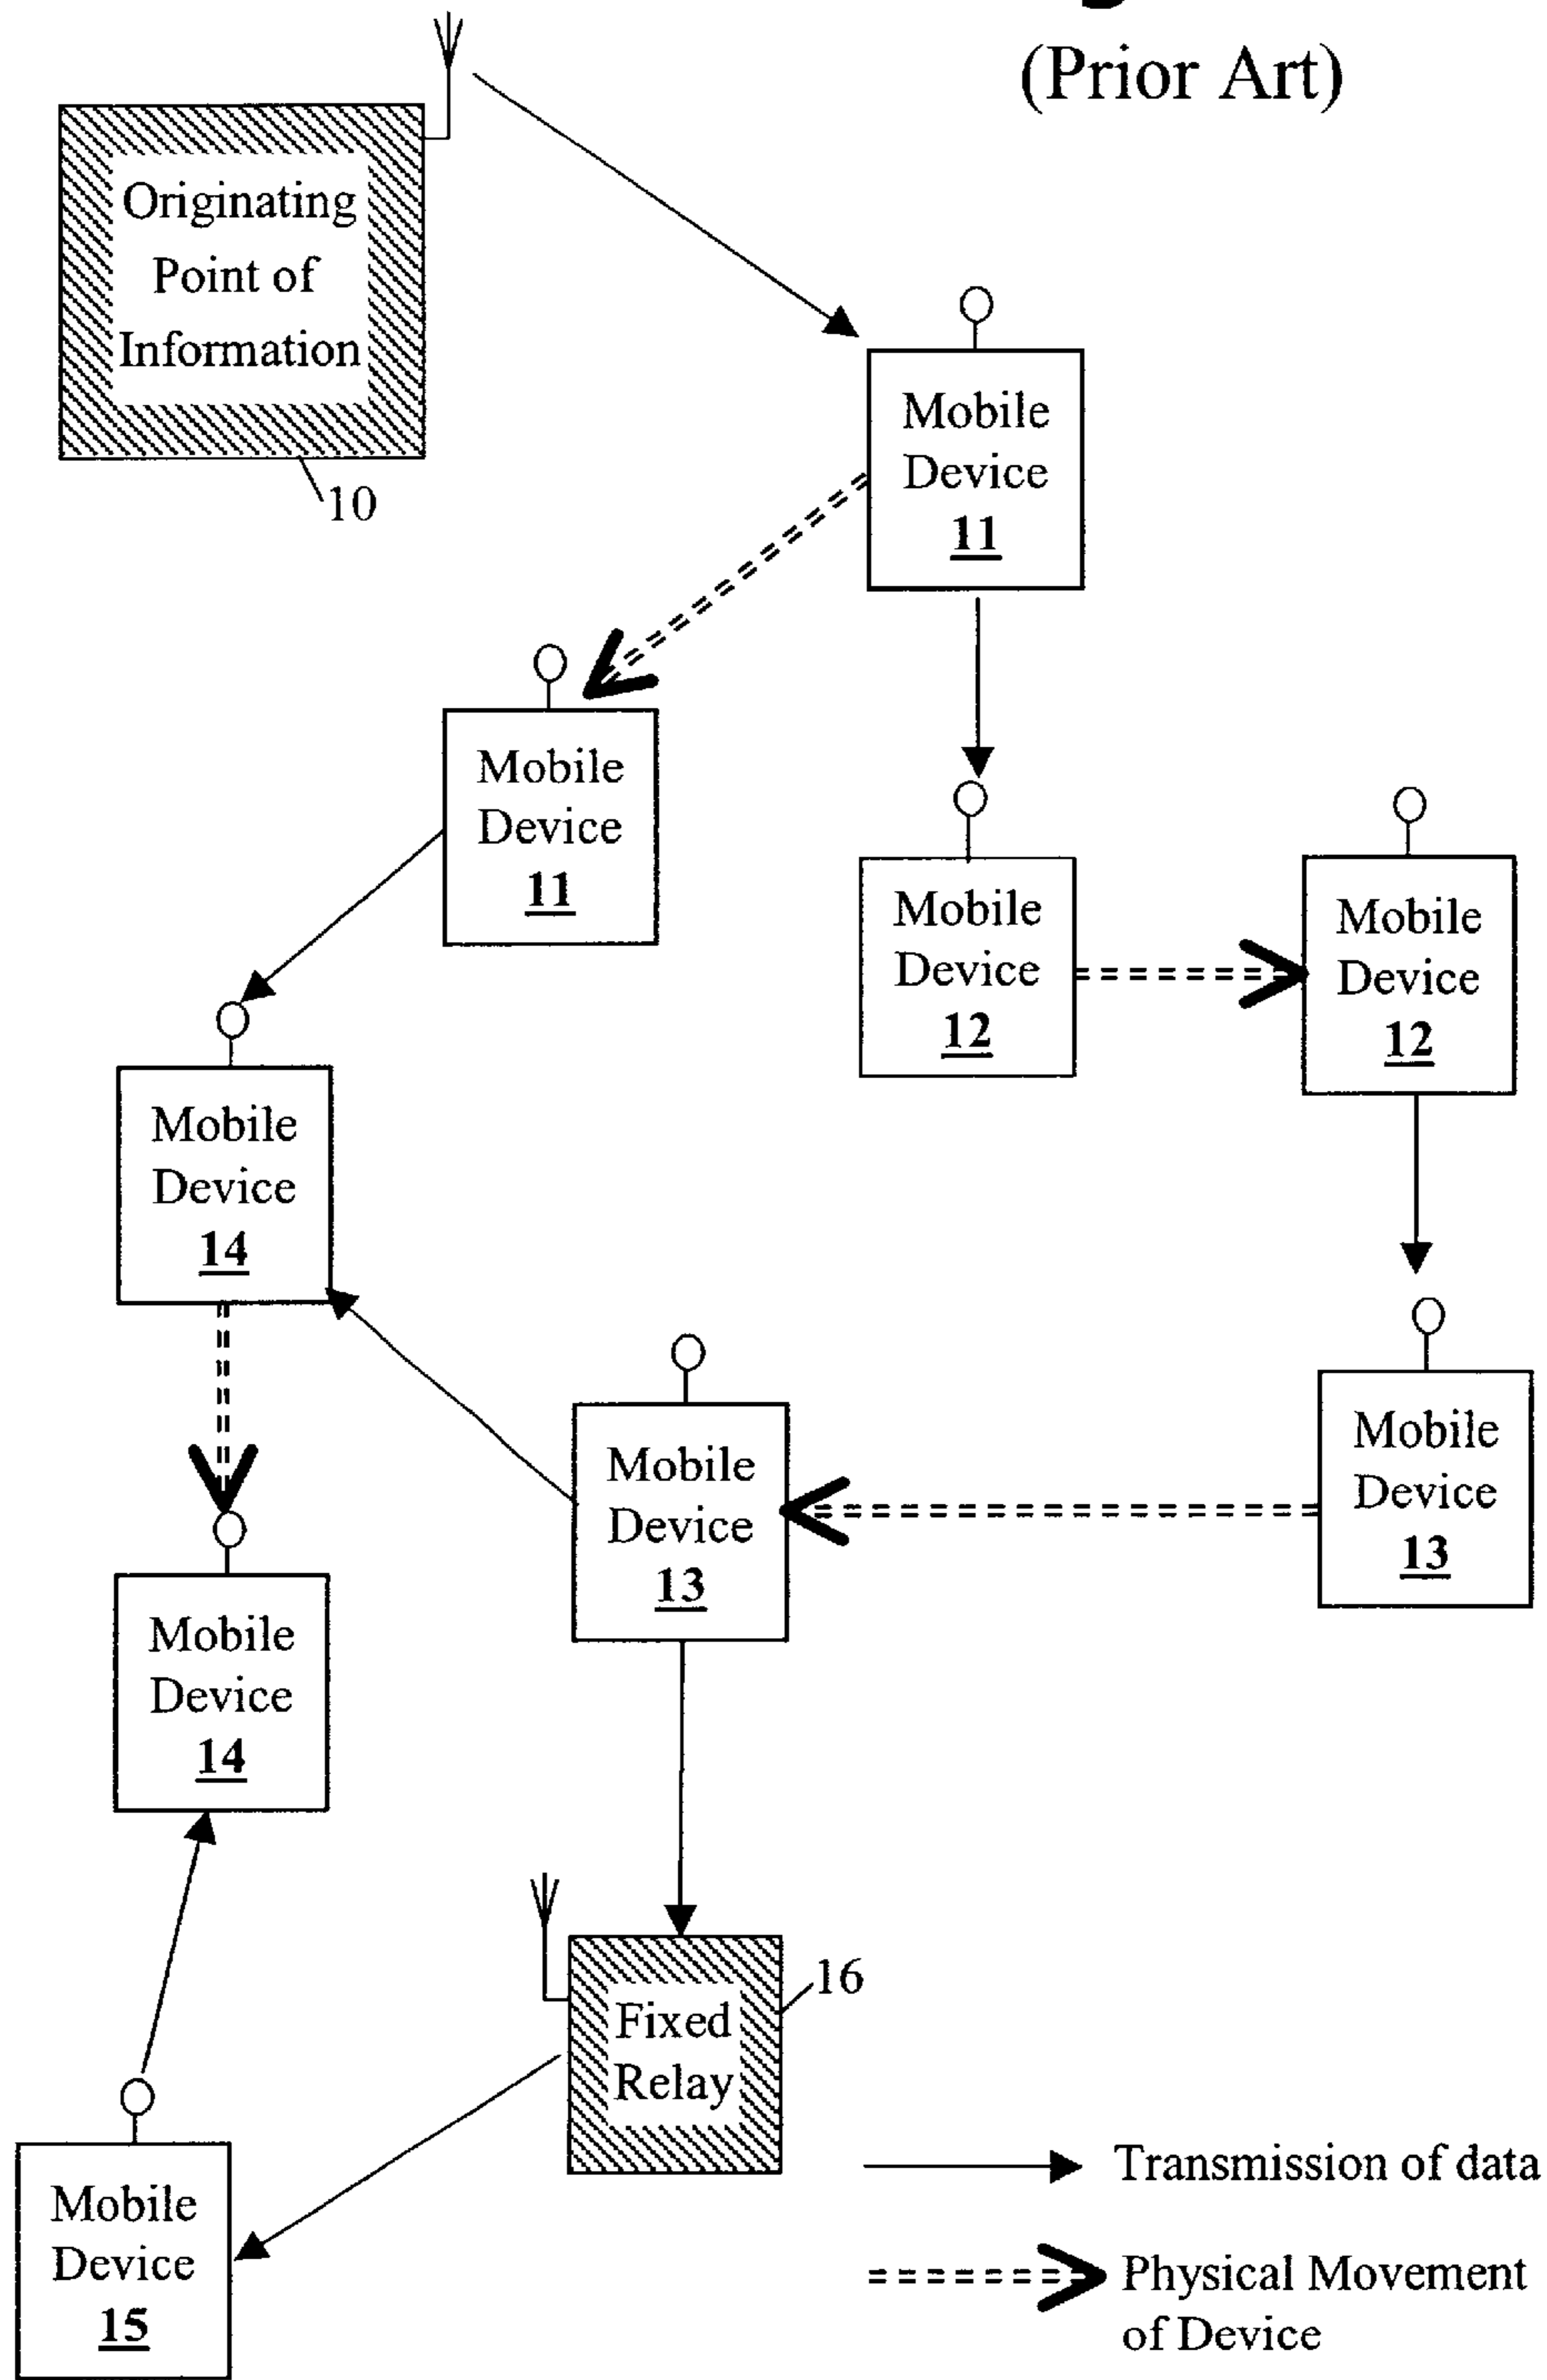 (Prior Art)
Originating
Point of
Information
10
Mobile
Device
11
Mobile
Device
11
Mobile
Device
12
Mobile
Device
12
Mobile
Device
14
Mobile
Device
13
Mobile
Device
13
Mobile
Device
14
Fixed
Relay
16
Mobile
Device
15
Transmission of data
Physical Movement
of Device